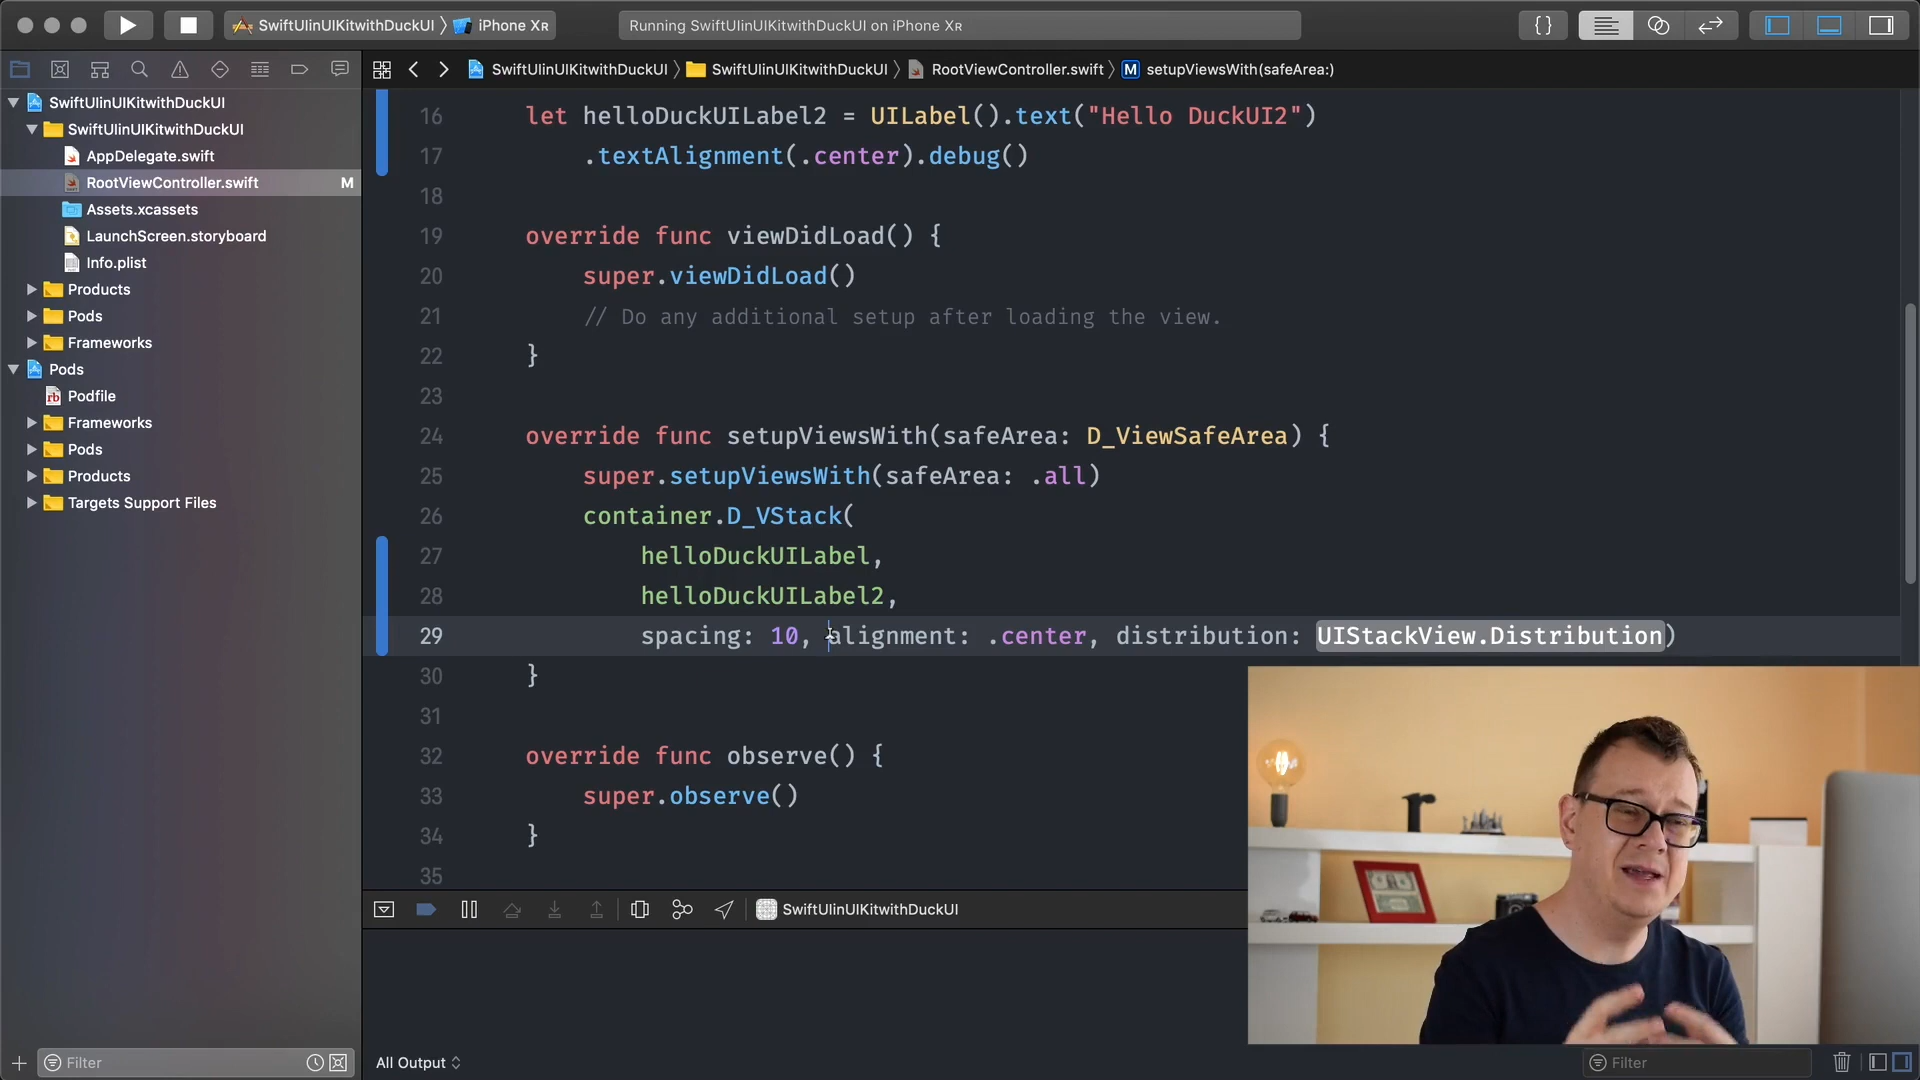 SwiftUIinUIKitwithDuckUI 〉 iPhone XR
Running SwiftUIinUIKitwithDuckUI on iPhone XR
{}
SwiftUIinUIKitwithDuckUI 〉 SwiftUIinUIKitwithDuckUI 〉 RootViewController.swift 〉 M setupViewsWith(safeArea:)
SwiftUIinUIKitwithDuckUI
SwiftUIinUIKitwithDuckUI
AppDelegate.swift
RootViewController.swift M
Assets.xcassets
LaunchScreen.storyboard
Info.plist
Products
Pods
Frameworks
Pods
Podfile
Frameworks
Pods
Products
Targets Support Files
16 let helloDuckUILabel2 = UILabel().text("Hello DuckUI2")
17 .textAlignment(.center).debug()
18
19 override func viewDidLoad() {
20 super.viewDidLoad()
21 // Do any additional setup after loading the view.
22 }
23
24 override func setupViewsWith(safeArea: D_ViewSafeArea) {
25 super.setupViewsWith(safeArea: .all)
26 container.D_VStack(
27 helloDuckUILabel,
28 helloDuckUILabel2,
29 spacing: 10, alignment: .center, distribution: UIStackView.Distribution)
30 }
31
32 override func observe() {
33 super.observe()
34 }
35
SwiftUIinUIKitwithDuckUI
Filter
All Output
Filter